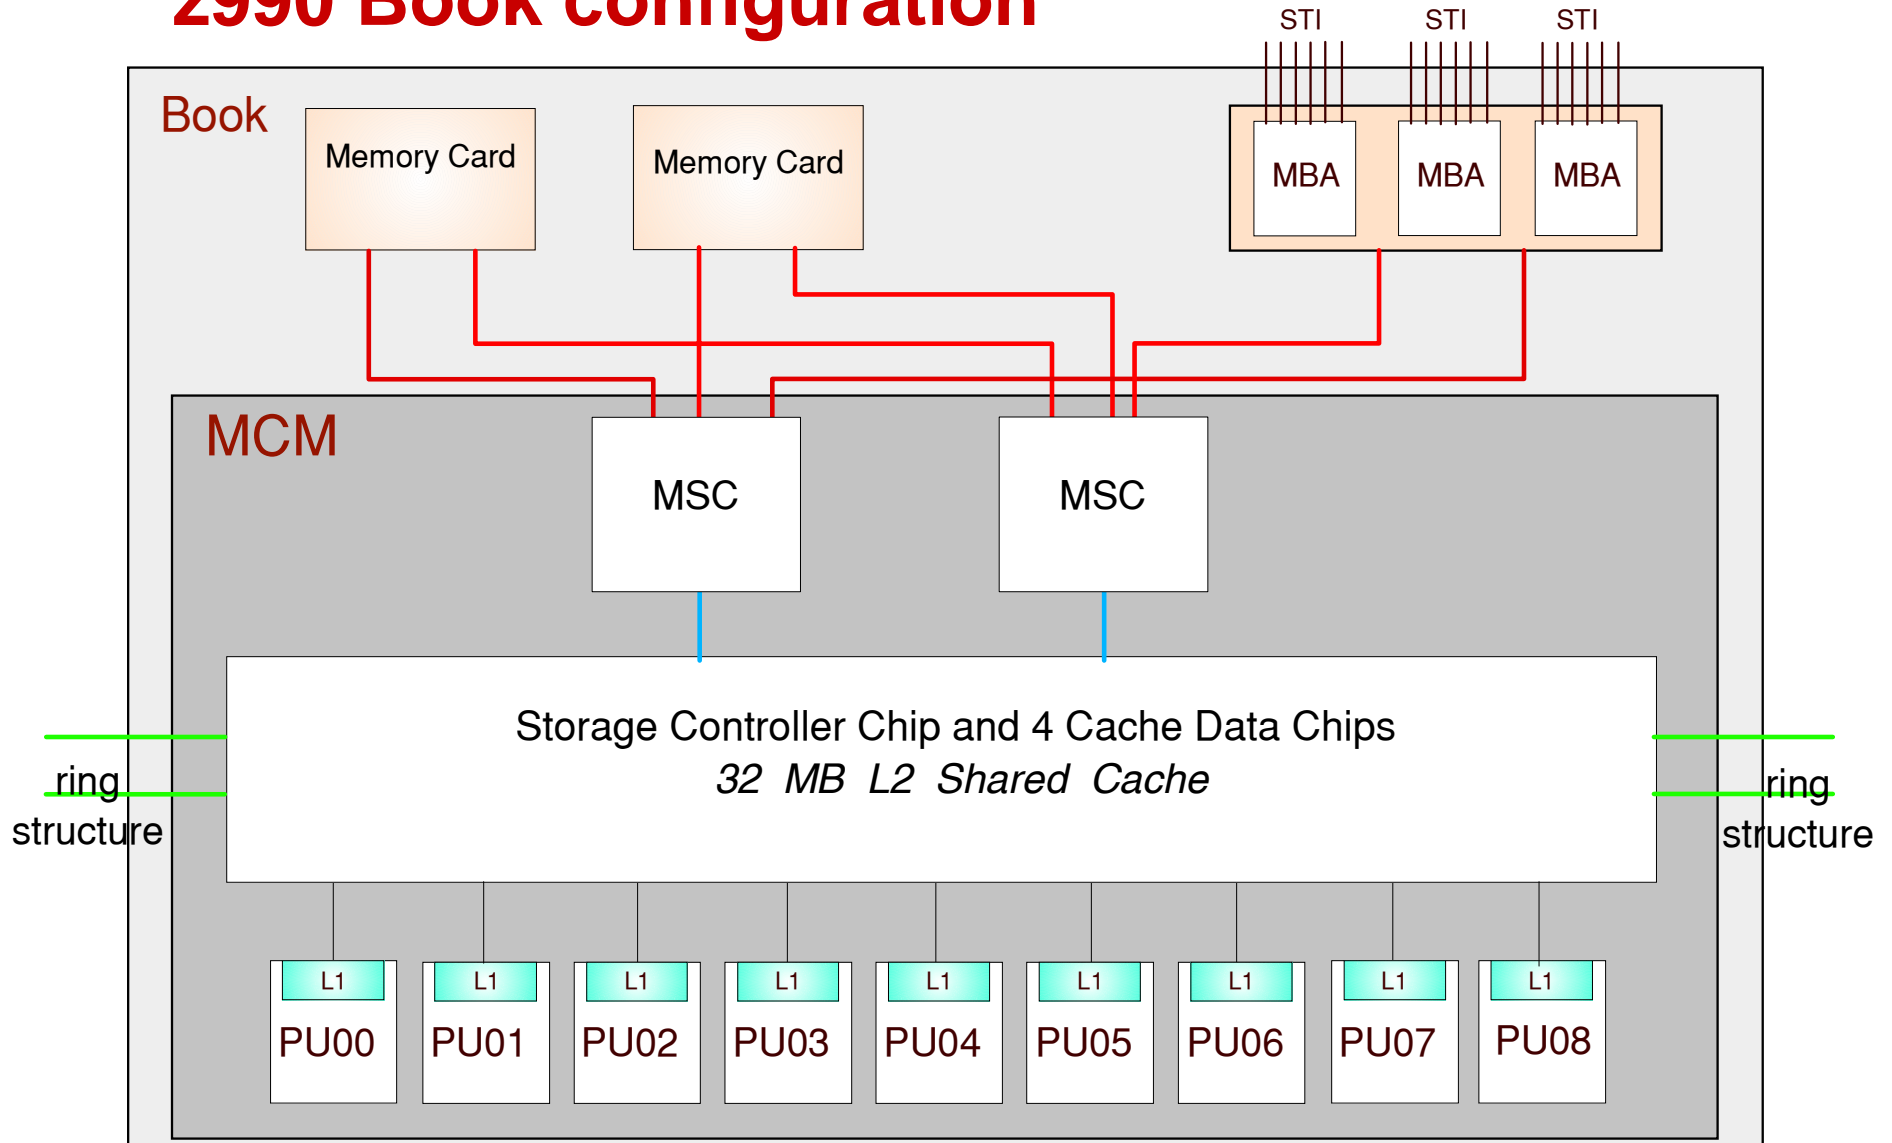 z990 Book configuration
STI STI STI
Book
Memory Card Memory Card
MBA MBA MBA
MCM
MSC MSC
Storage Controller Chip and 4 Cache Data Chips
32 MB L2 Shared Cache
ring ring
structure structure
L1 L1 L1 L1 L1 L1 L1 L1 L1
PU00 PU01 PU02 PU03 PU04 PU05 PU06 PU07 PU08